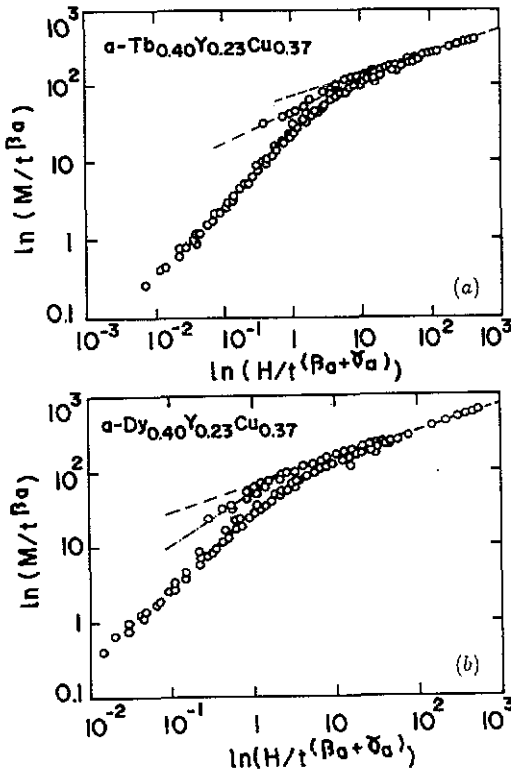 10³
a-Tb₀.₄₀Y₀.₂₃Cu₀.₃₇
10²
10
1
0.1
ln (M/t^βa)
(a)
10⁻³ 10⁻² 10⁻¹ 1 10 10² 10³
ln (H/t^(βa+γa))
10³
a-Dy₀.₄₀Y₀.₂₃Cu₀.₃₇
10²
10
1
0.1
ln (M/t^βa)
(b)
10⁻² 10⁻¹ 1 10 10² 10³
ln(H/t^(βa+γa))